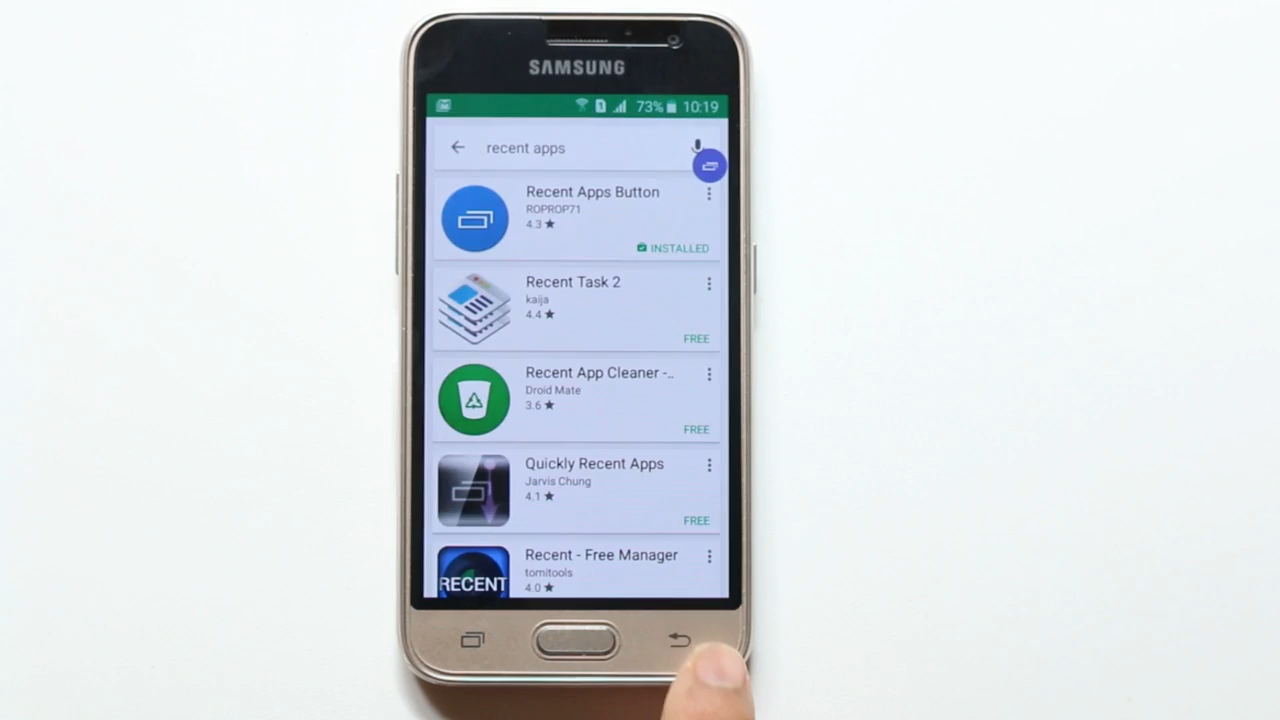 SAMSUNG
73% 10:19
recent apps
Recent Apps Button
ROPROP71
4.3 ★
INSTALLED
Recent Task 2
kaija
4.4 ★
FREE
Recent App Cleaner -..
Droid Mate
3.6 ★
FREE
Quickly Recent Apps
Jarvis Chung
4.1 ★
FREE
Recent - Free Manager
tomitools
4.0 ★
RECENT